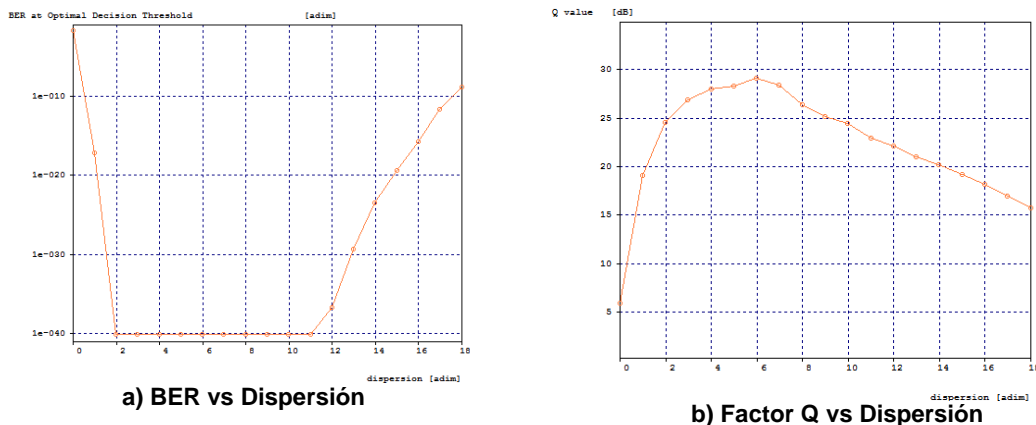 BER at Optimal Decision Threshold [adim]
1e-010
1e-020
1e-030
1e-040
0 2 4 6 8 10 12 14 16 18
dispersion [adim]
a) BER vs Dispersión
Q value [dB]
30
25
20
15
10
5
0 2 4 6 8 10 12 14 16 18
dispersion [adim]
b) Factor Q vs Dispersión